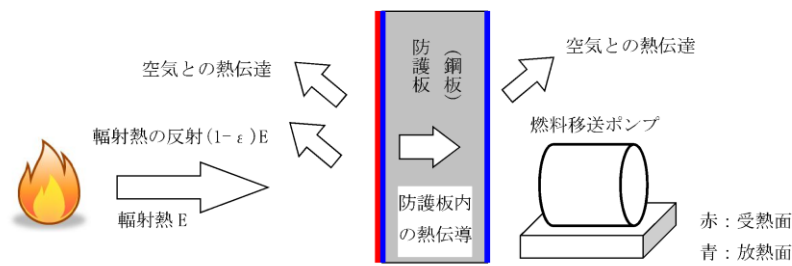 空気との熱伝達
輻射熱の反射(1-ε)E
輻射熱 E
防護板
(鋼板)
防護板内
の熱伝導
空気との熱伝達
燃料移送ポンプ
赤：受熱面
青：放熱面